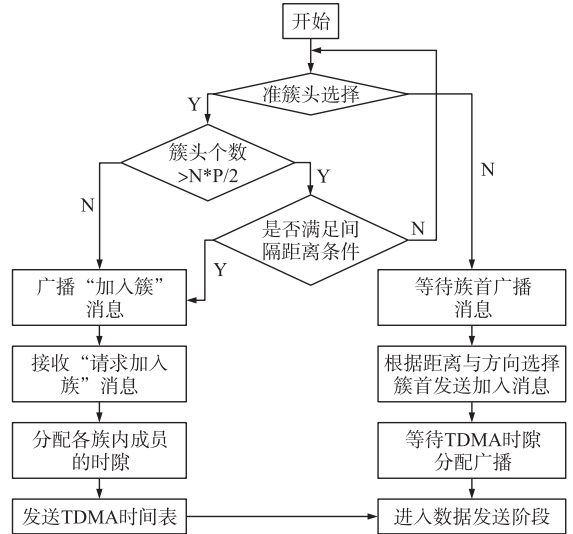 开始
准簇头选择
Y
簇头个数
>N*P/2
Y
N
N
是否满足间
隔距离条件
N
Y
广播“加入簇”
消息
等待族首广播
消息
接收“请求加入
族”消息
根据距离与方向选择
簇首发送加入消息
分配各族内成员
的时隙
等待TDMA时隙
分配广播
发送TDMA时间表
进入数据发送阶段